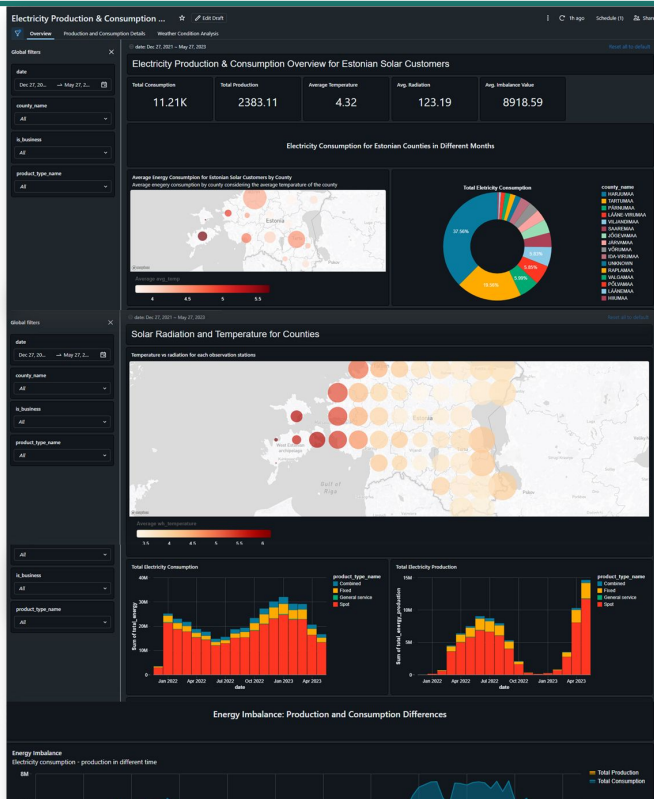 Electricity Production & Consumption ...
Edit Draft
1h ago
Schedule (1)
Share
Overview
Production and Consumption Details
Weather Condition Analysis
Global filters
date: Dec 27, 2021 – May 27, 2023
Reset all to default
date
Dec 27, 20... → May 27, 2...
county_name
All
is_business
All
product_type_name
All
Electricity Production & Consumption Overview for Estonian Solar Customers
Total Consumption
11.21K
Total Production
2383.11
Average Temperature
4.32
Avg. Radiation
123.19
Avg. Imbalance Value
8918.59
Electricity Consumption for Estonian Counties in Different Months
Average Energy Consumtpion for Estonian Solar Customers by County
Average emergery consumption by county considering the average temparature of the county
Estonia
Pskov
Average avg_temp
4
4.5
5
5.5
Total Eletricity Consumption
county_name
HARJUMAA
TARTUMAA
PÄRNUMAA
LÄÄNE-VIRUMAA
VILJANDIMAA
SAAREMAA
JÕGEVAMAA
JÄRVAMAA
VÕRUMAA
IDA-VIRUMAA
UNKNOWN
RAPLAMAA
VALGAMAA
PÕLVAMAA
LÄÄNEMAA
HIIUMAA
Global filters
date: Dec 27, 2021 – May 27, 2023
Reset all to default
date
Dec 27, 20... → May 27, 2...
county_name
All
is_business
All
product_type_name
All
Solar Radiation and Temperature for Counties
Temperature vs radiation for each observation stations
Estonia
West Estonian
archipelago
Gulf of
Riga
Pskov
Average wh_temperature
3.5
4
4.5
5
5.5
6
All
is_business
All
product_type_name
All
Total Electricity Consumption
40M
30M
20M
10M
0
Sum of total_energy
Jan 2022
Apr 2022
Jul 2022
Oct 2022
Jan 2023
Apr 2023
date
product_type_name
Combined
Fixed
General service
Spot
Total Electricity Production
15M
10M
5M
0
Sum of total_energy_production
Jan 2022
Apr 2022
Jul 2022
Oct 2022
Jan 2023
Apr 2023
date
product_type_name
Combined
Fixed
General service
Spot
Energy Imbalance: Production and Consumption Differences
Energy Imbalance
Electricity consumption - production in different time
8M
Total Production
Total Consumption